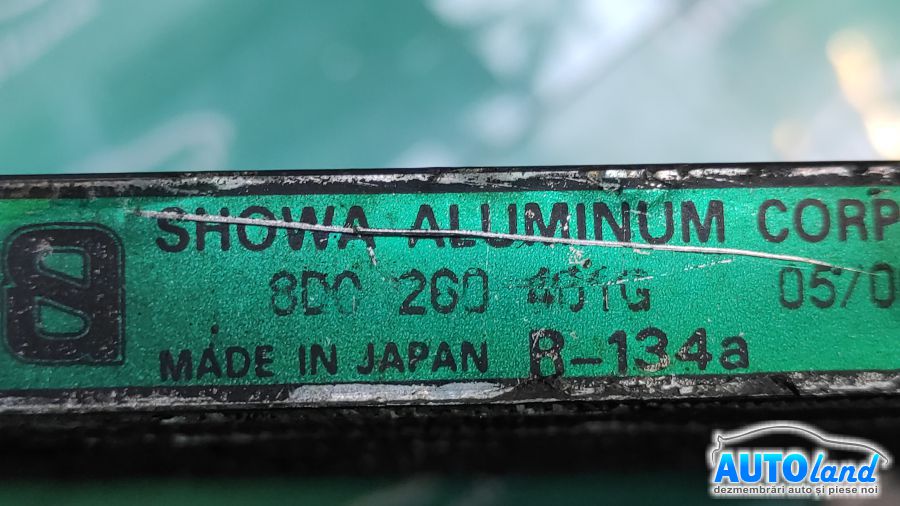 SHOWA ALUMINUM CORP
8D0 260 401G 05/0
MADE IN JAPAN R-134a
AUTOland
dezmembrări auto și piese noi